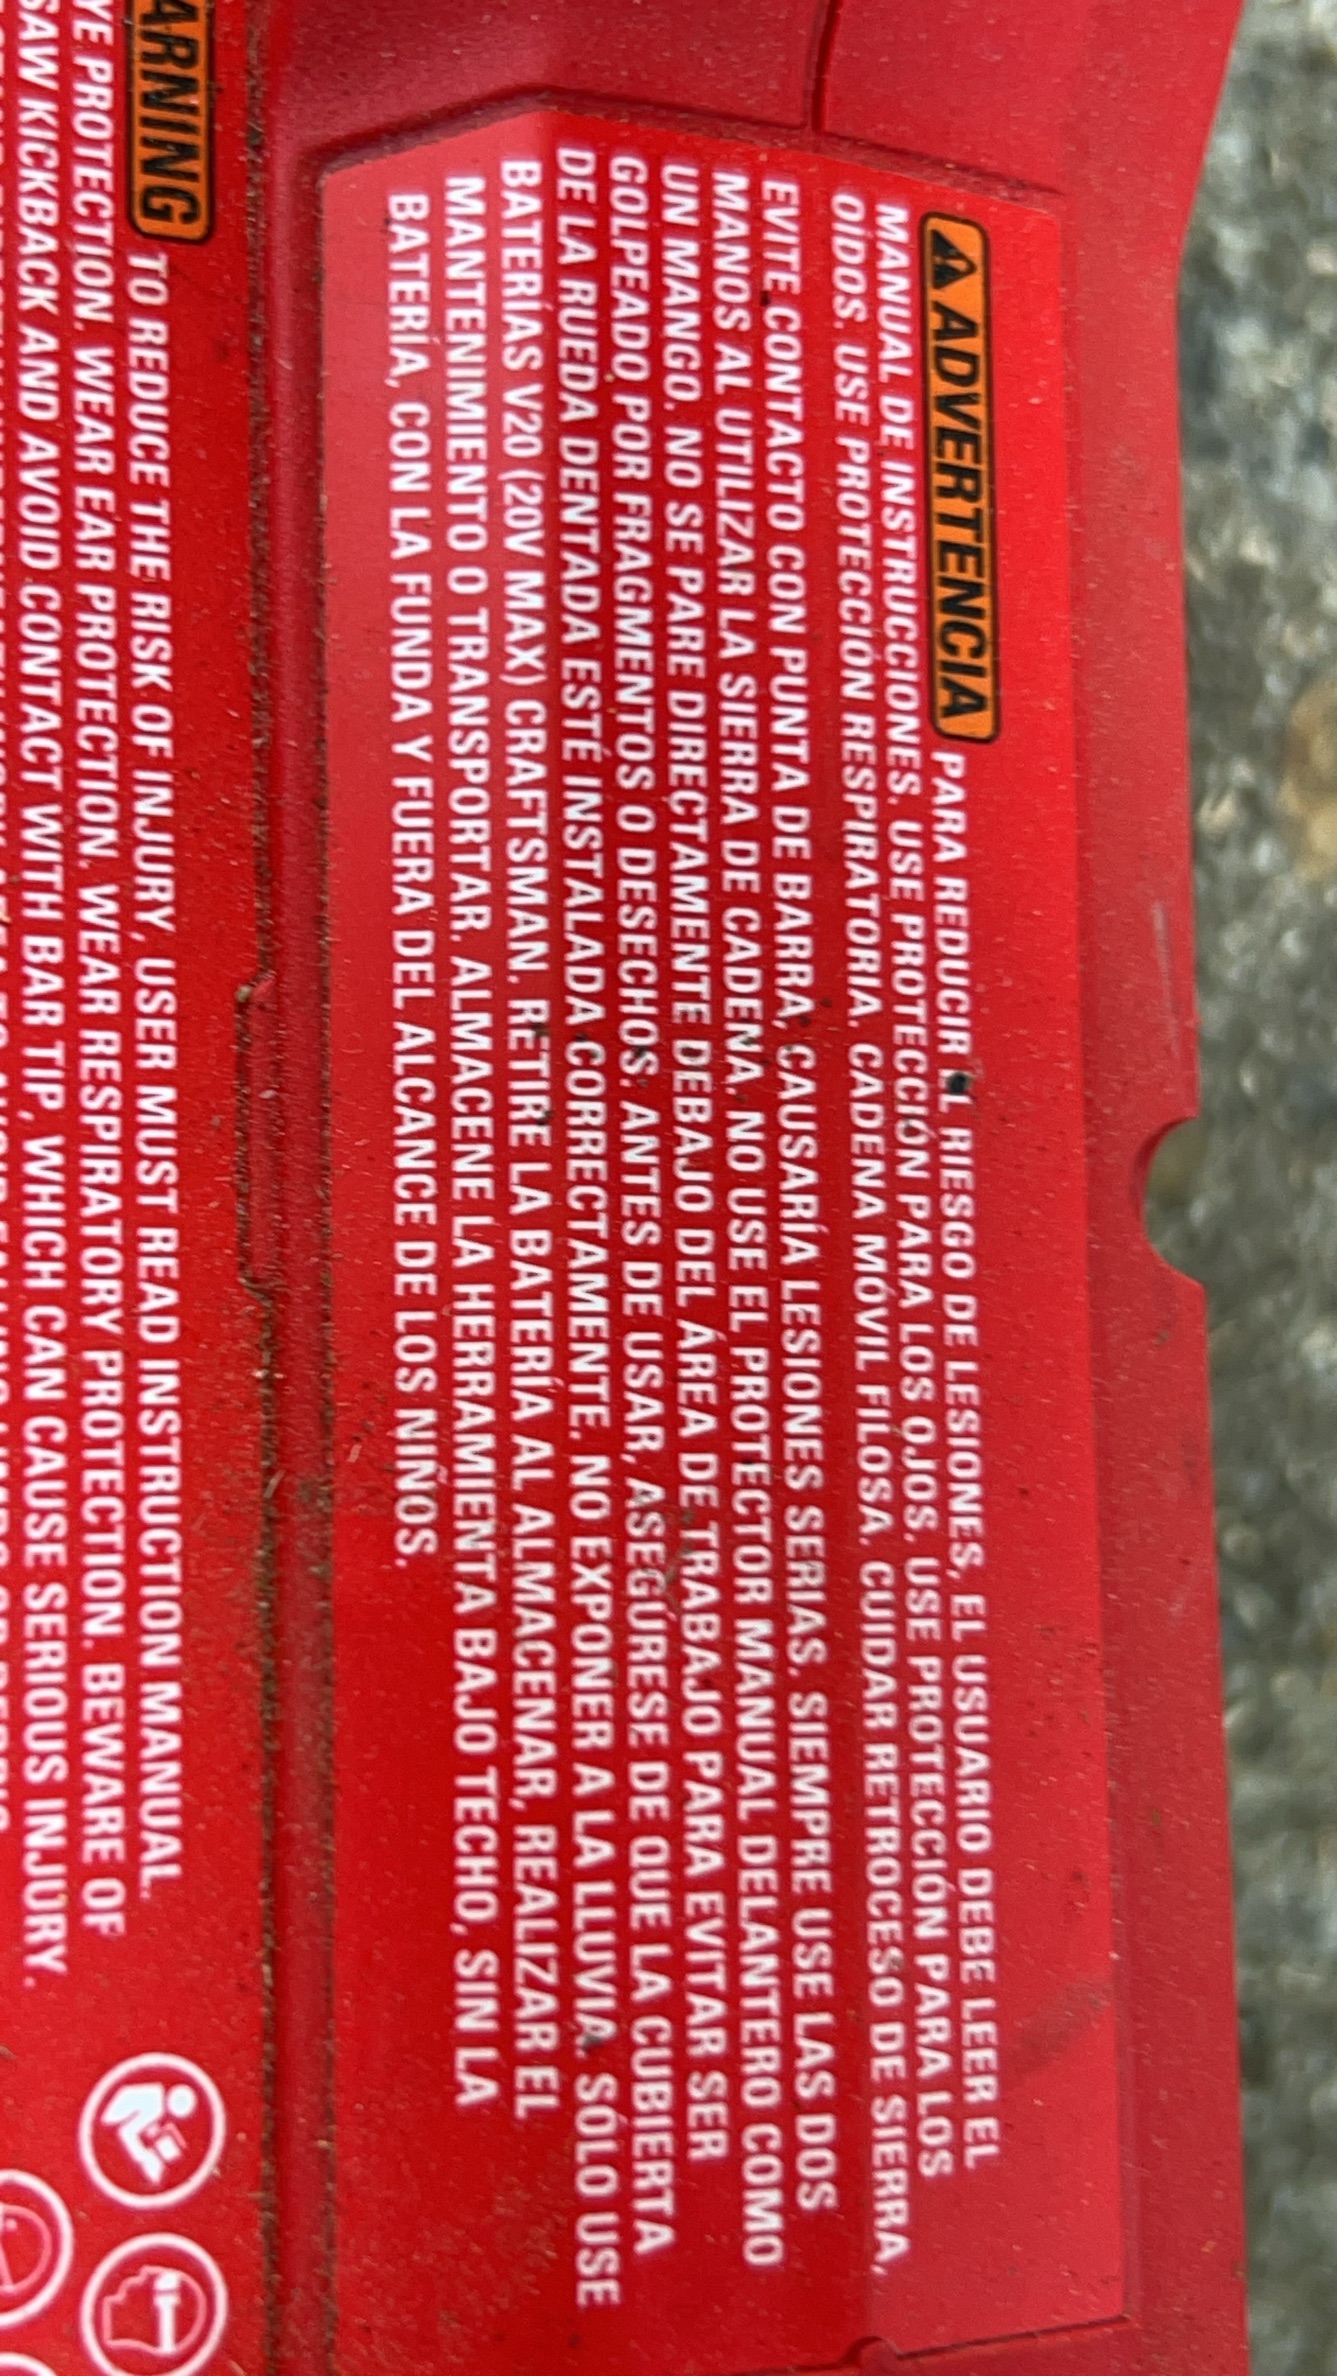 ADVERTENCIA PARA REDUCIR EL RIESGO DE LESIONES, EL USUARIO DEBE LEER EL
MANUAL DE INSTRUCCIONES. USE PROTECCIÓN PARA LOS OJOS. USE PROTECCIÓN PARA LOS
OÍDOS. USE PROTECCIÓN RESPIRATORIA. CADENA MÓVIL FILOSA. CUIDAR RETROCESO DE SIERRA,
EVITE CONTACTO CON PUNTA DE BARRA, CAUSARÍA LESIONES SERIAS. SIEMPRE USE LAS DOS
MANOS AL UTILIZAR LA SIERRA DE CADENA, NO USE EL PROTECTOR MANUAL DELANTERO COMO
UN MANGO. NO SE PARE DIRECTAMENTE DEBAJO DEL ÁREA DE TRABAJO PARA EVITAR SER
GOLPEADO POR FRAGMENTOS O DESECHOS. ANTES DE USAR, ASEGÚRESE DE QUE LA CUBIERTA
DE LA RUEDA DENTADA ESTÉ INSTALADA CORRECTAMENTE. NO EXPONER A LA LLUVIA. SÓLO USE
BATERÍAS V20 (20V MAX) CRAFTSMAN. RETIRE LA BATERÍA AL ALMACENAR, REALIZAR EL
MANTENIMIENTO O TRANSPORTAR. ALMACENE LA HERRAMIENTA BAJO TECHO, SIN LA
BATERÍA, CON LA FUNDA Y FUERA DEL ALCANCE DE LOS NIÑOS.
ARNING TO REDUCE THE RISK OF INJURY, USER MUST READ INSTRUCTION MANUAL.
YE PROTECTION. WEAR EAR PROTECTION. WEAR RESPIRATORY PROTECTION. BEWARE OF
SAW KICKBACK AND AVOID CONTACT WITH BAR TIP, WHICH CAN CAUSE SERIOUS INJURY.